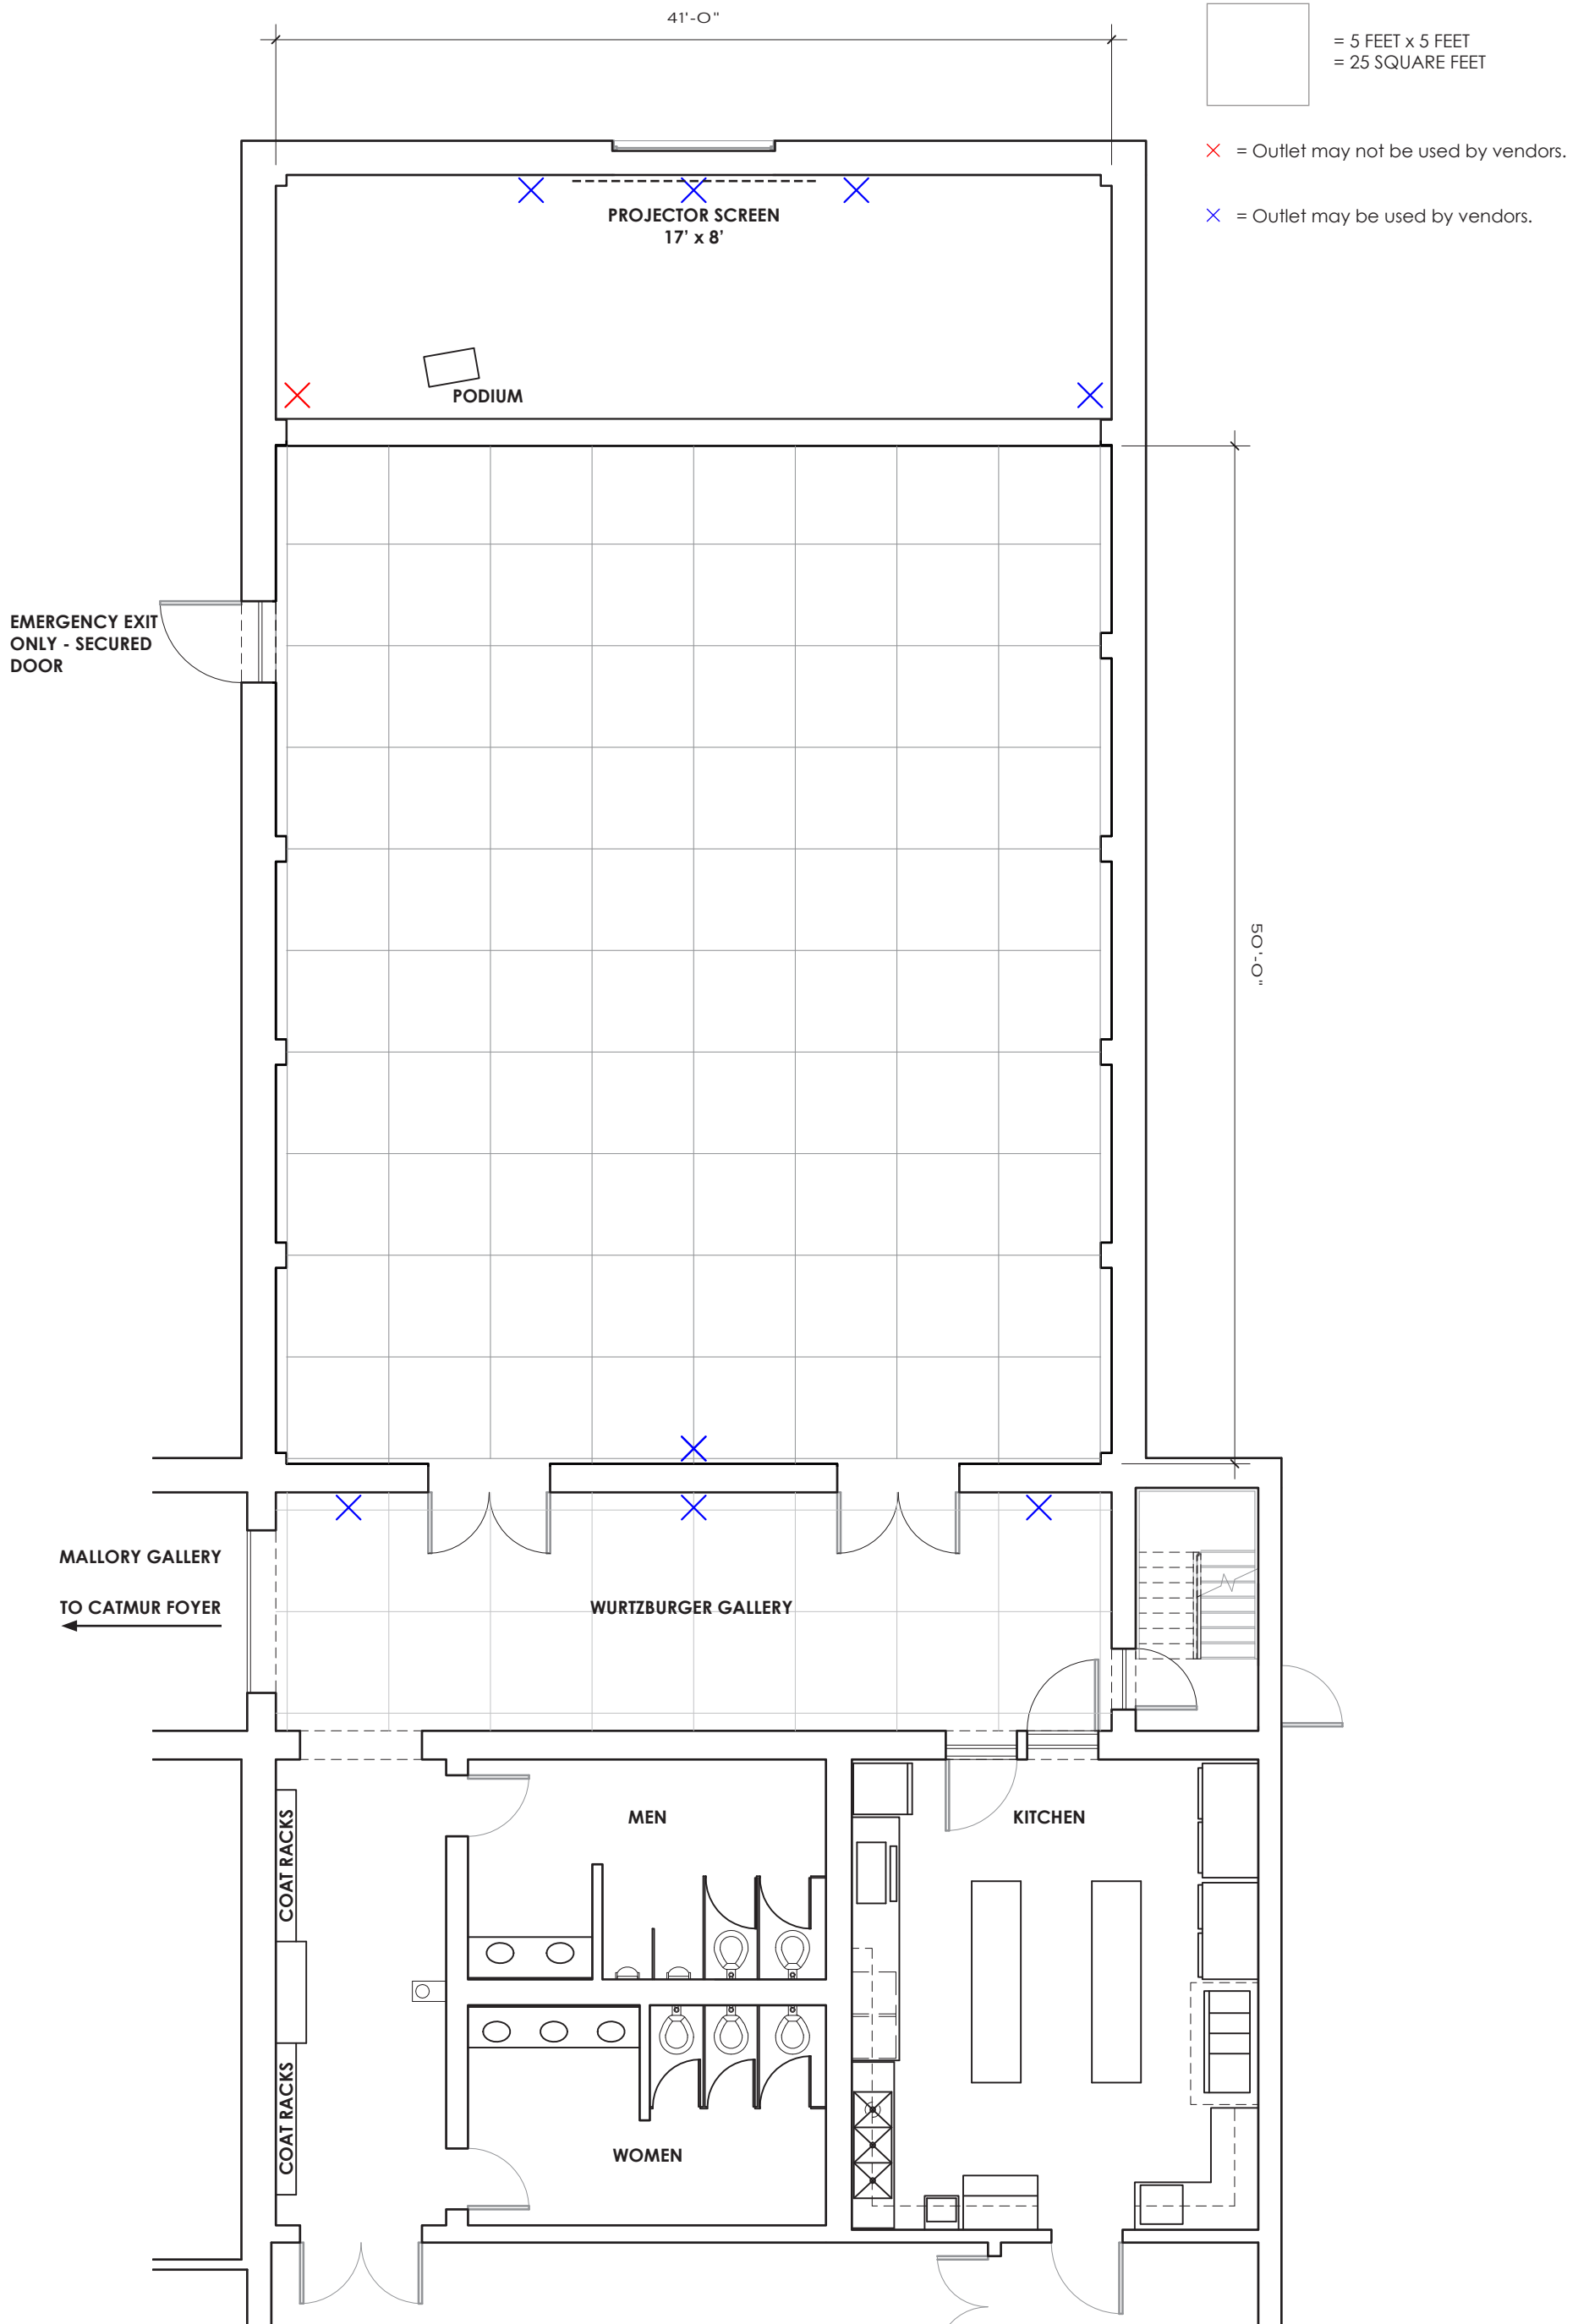 41'-0"
= 5 FEET x 5 FEET
= 25 SQUARE FEET
= Outlet may not be used by vendors.
= Outlet may be used by vendors.
PROJECTOR SCREEN
17’ x 8’
PODIUM
EMERGENCY EXIT
ONLY - SECURED
DOOR
50'-0"
MALLORY GALLERY
TO CATMUR FOYER
WURTZBURGER GALLERY
COAT RACKS
MEN
KITCHEN
COAT RACKS
WOMEN